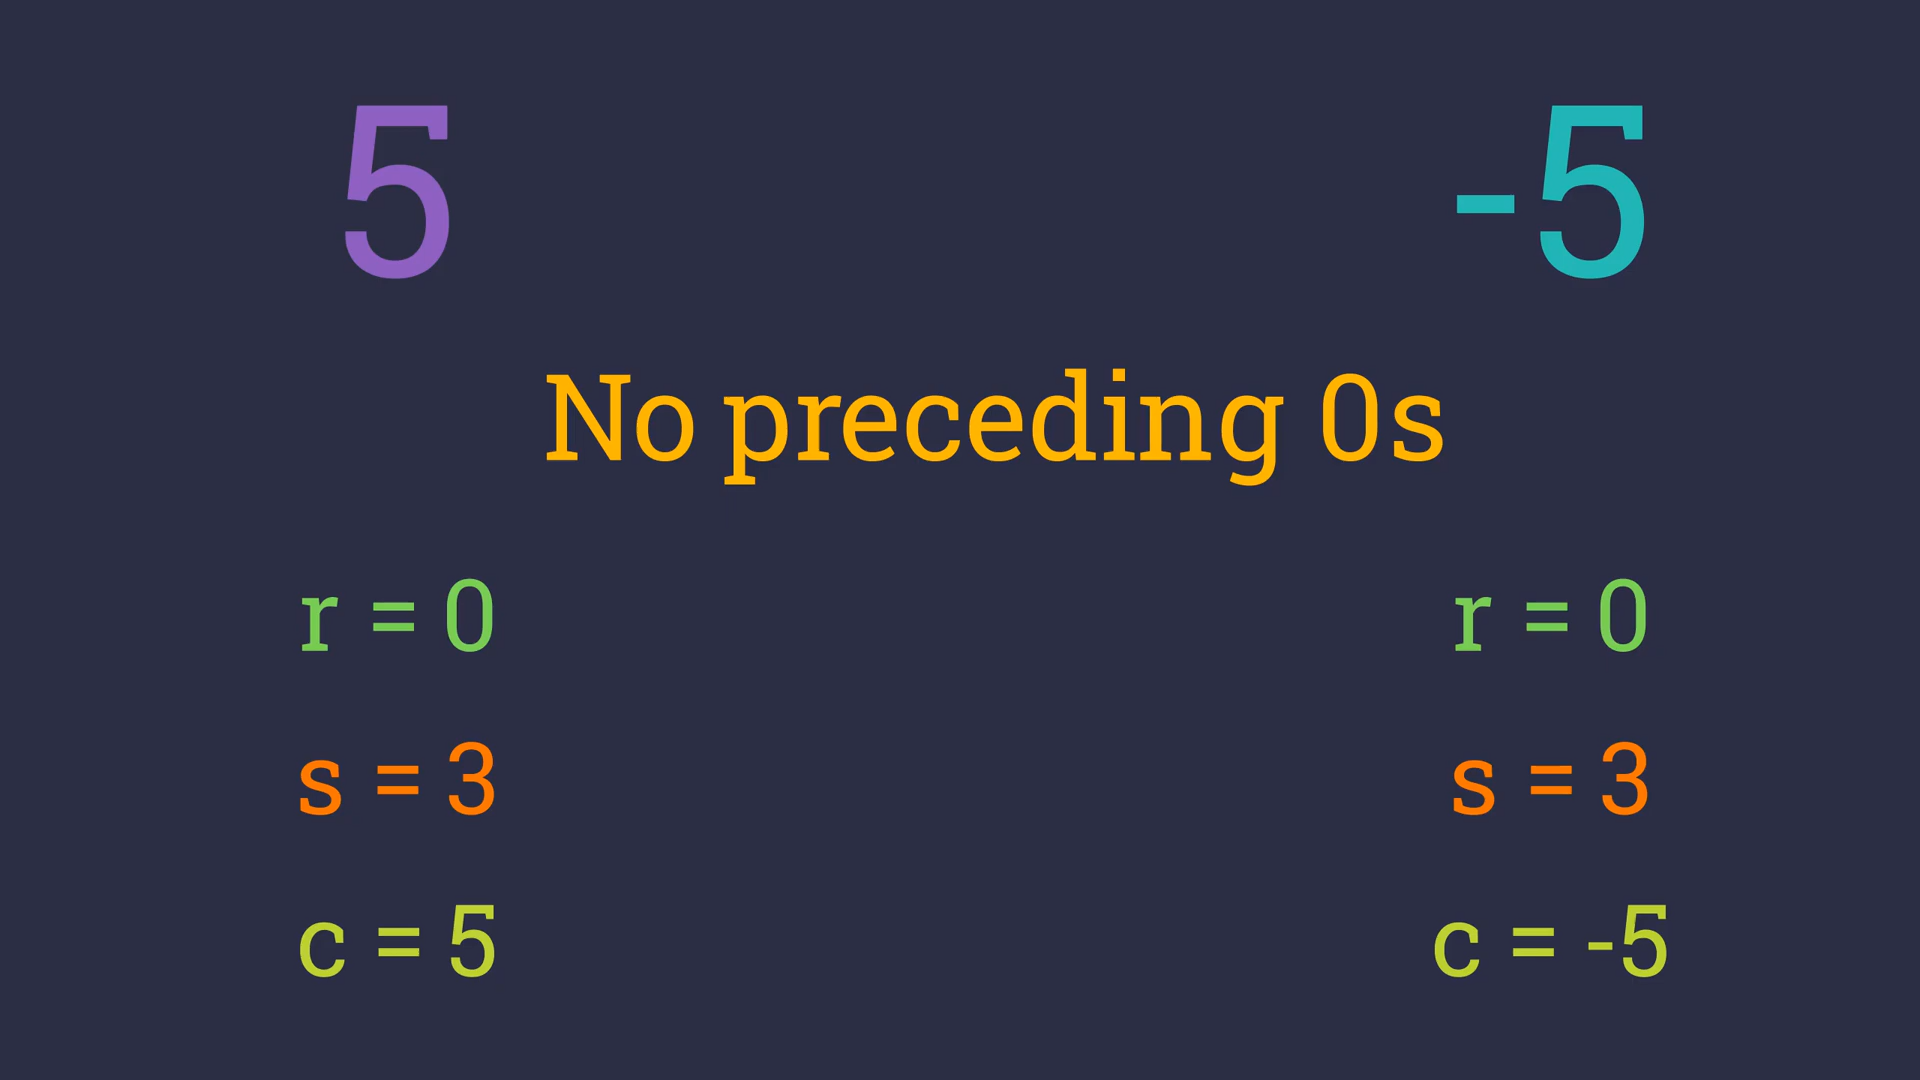 5 -5
No preceding 0s
r = 0 r = 0
s = 3 s = 3
c = 5 c = -5